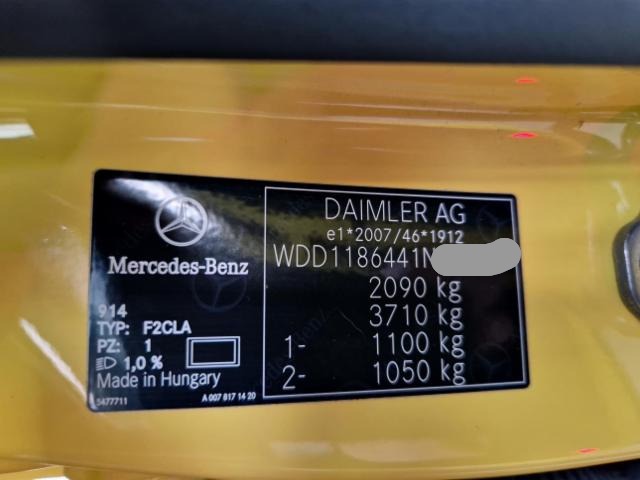 Mercedes-Benz
914
TYP: F2CLA
PZ: 1
1,0 %
Made in Hungary
5477711
A 007 817 14 20
DAIMLER AG
e1*2007/46*1912
WDD1186441N
2090 kg
3710 kg
1- 1100 kg
2- 1050 kg